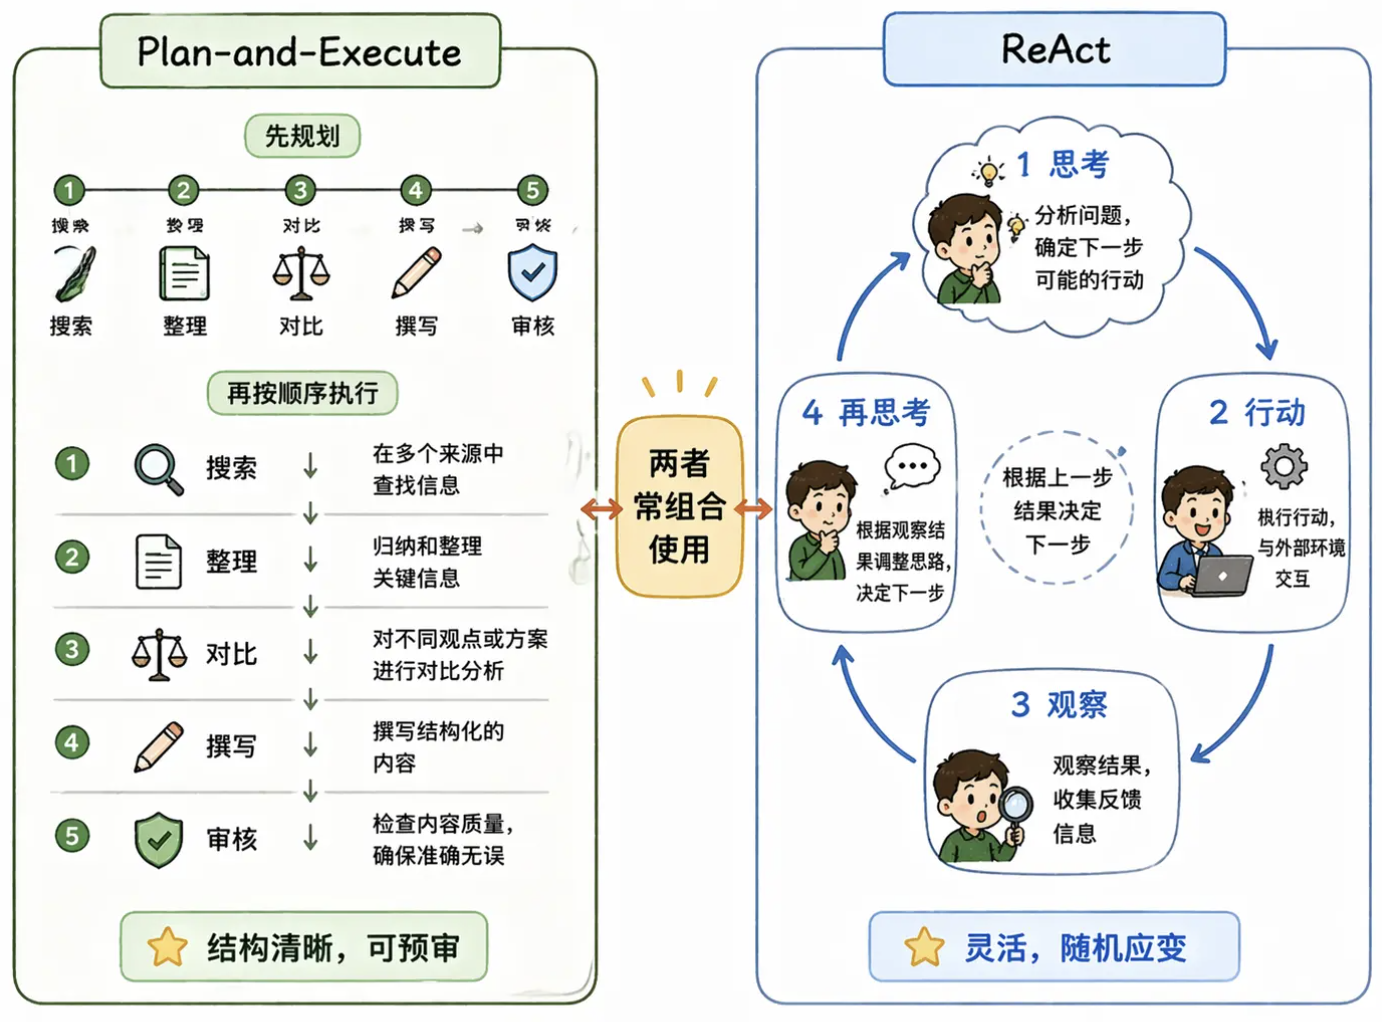 Plan-and-Execute
先规划
1 2 3 4 5
对比
搜索 整理 对比 撰写 审核
再按顺序执行
1 搜索
在多个来源中
查找信息
2 整理
归纳和整理
关键信息
3 对比
对不同观点或方案
进行对比分析
4 撰写
撰写结构化的
内容
5 审核
检查内容质量，
确保准确无误
结构清晰，可预审
两者
常组合
使用
ReAct
1 思考
分析问题，
确定下一步
可能的行动
2 行动
行行动，
与外部环境
交互
3 观察
观察结果，
收集反馈
信息
4 再思考
根据观察结
果调整思路，
决定下一步
根据上一步
结果决定
下一步
灵活，随机应变